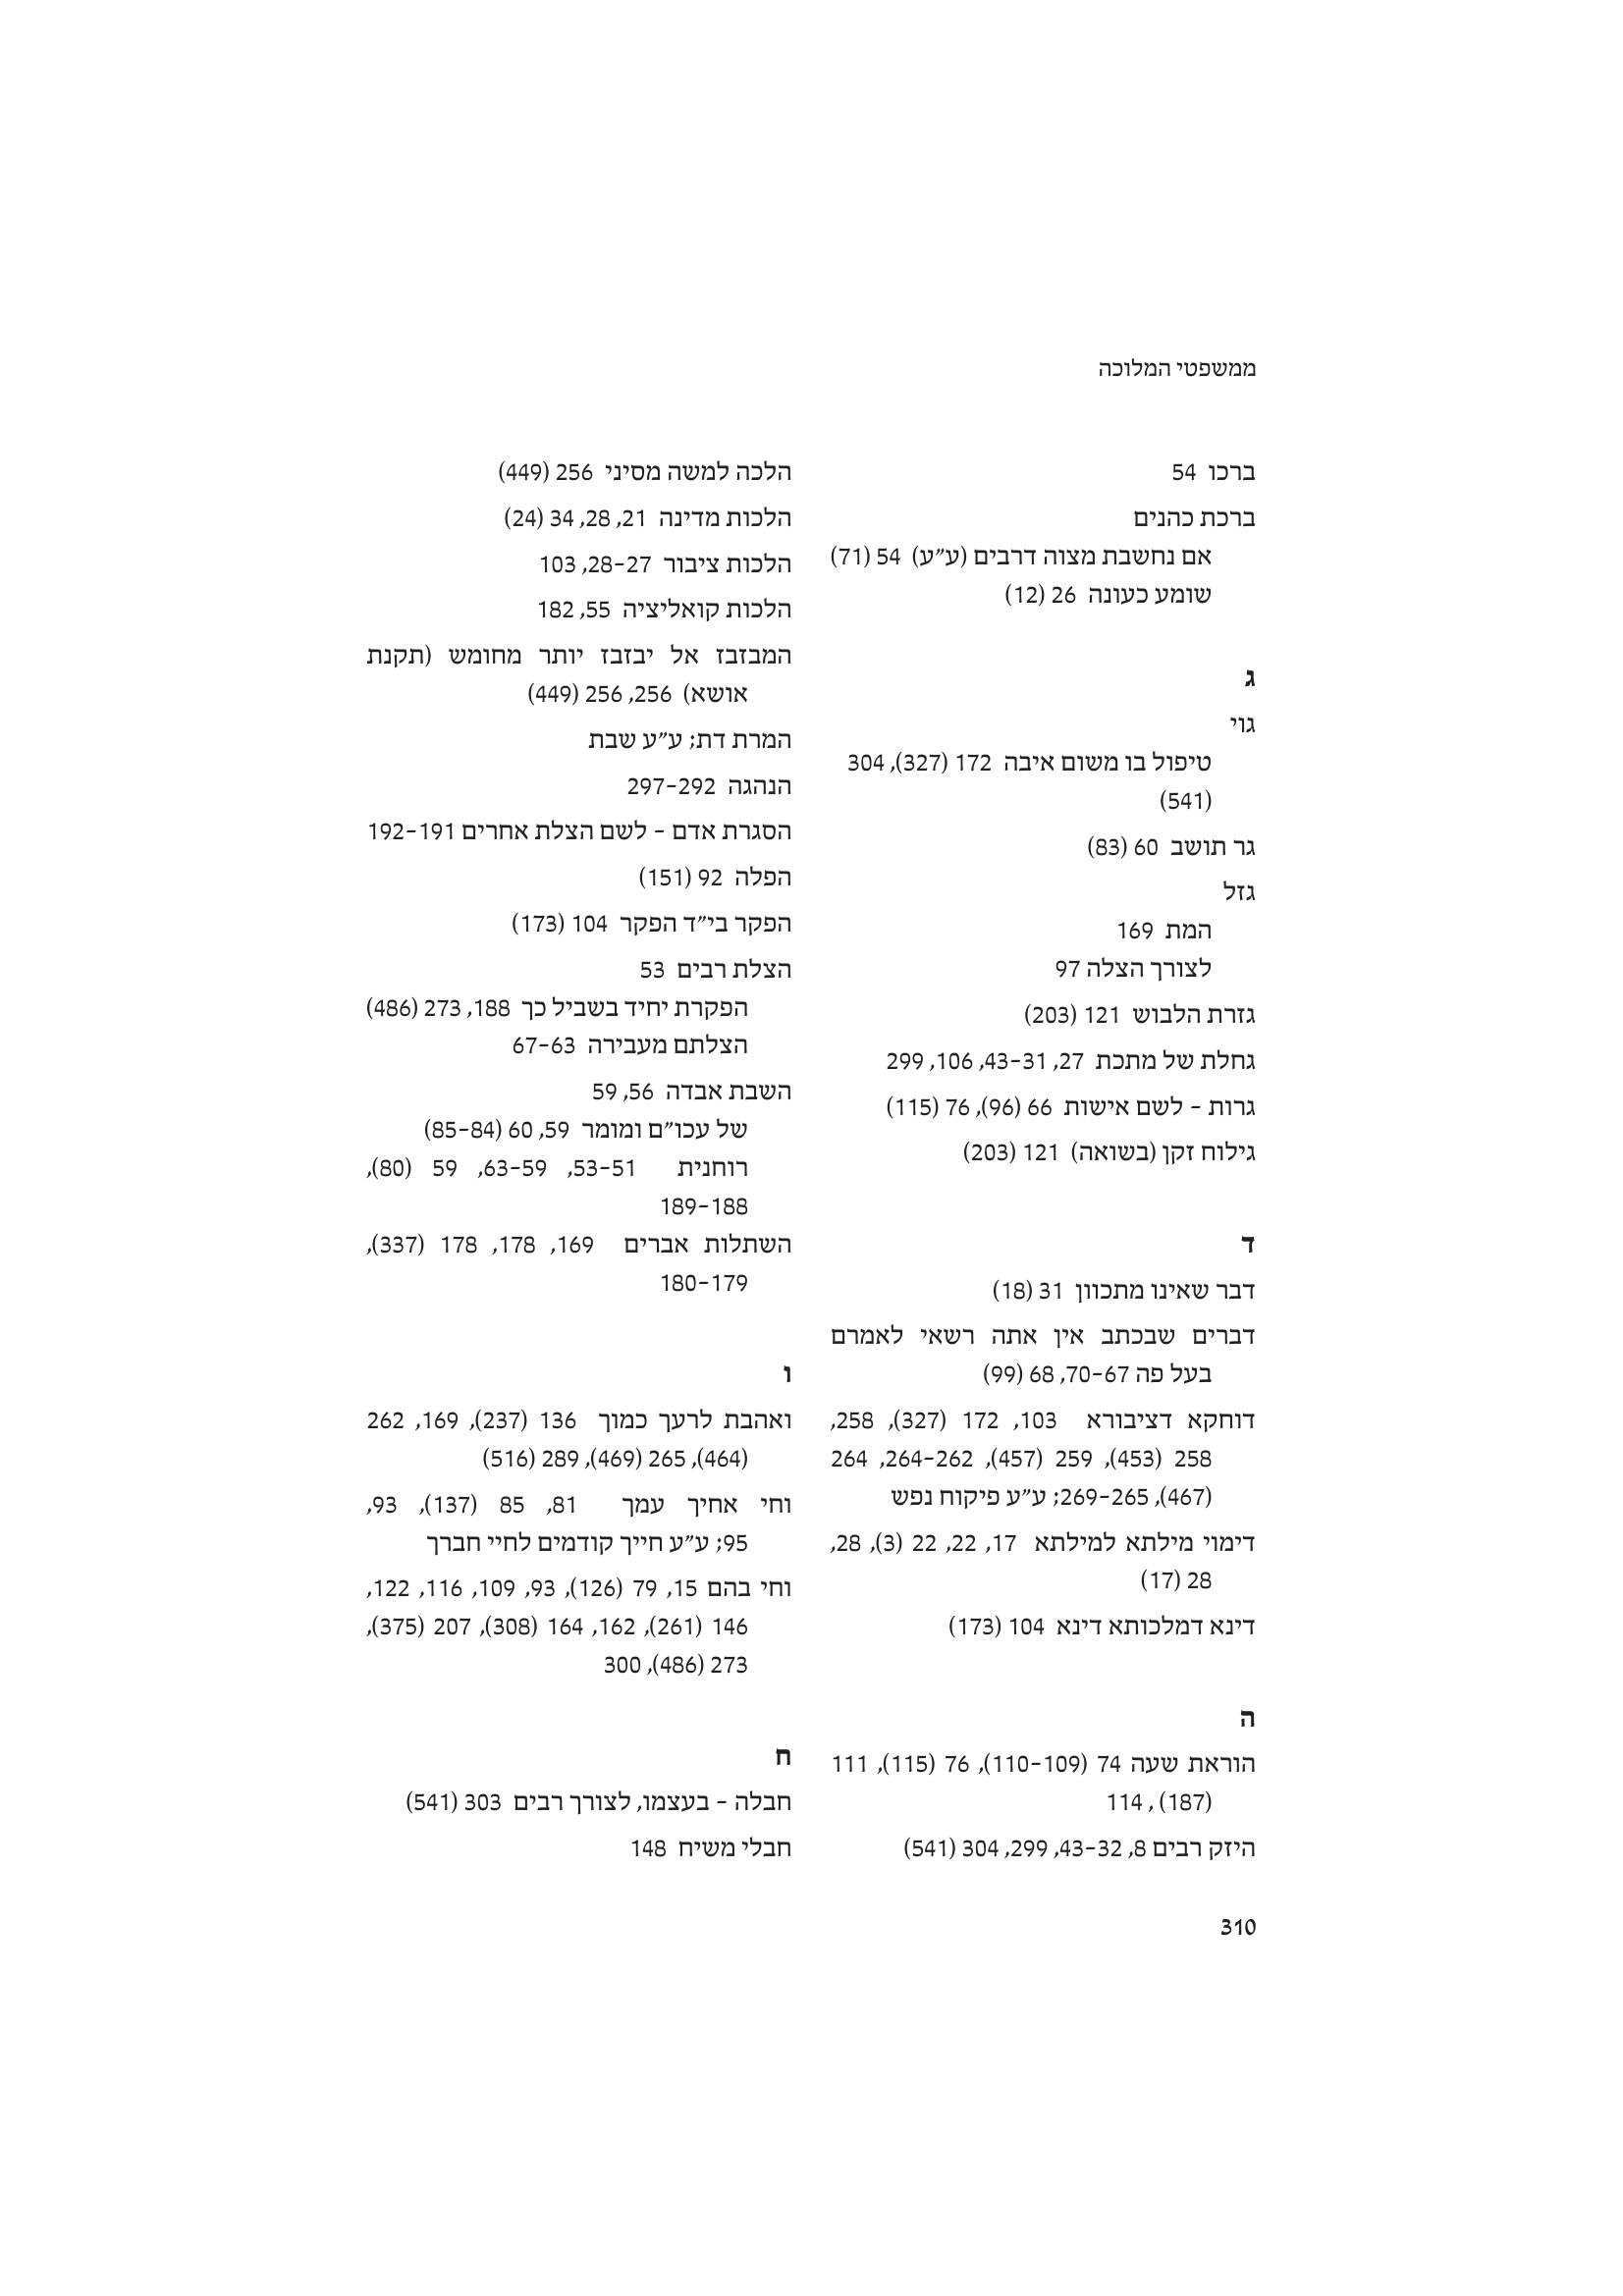 ממשפטי המלוכה
ברכו 54
ברכת כהנים
אם נחשבת מצוה דרבים (ע״ע) 54 (71)
שומע כעונה 26 (12)
ג
גוי
טיפול בו משום איבה 172 (327), 304
(541)
גר תושב 60 (83)
גזל
המת 169
לצורך הצלה 97
גזרת הלבוש 121 (203)
גחלת של מתכת 27, 31–43, 106, 299
גרות – לשם אישות 66 (96), 76 (115)
גילוח זקן (בשואה) 121 (203)
ד
דבר שאינו מתכוון 31 (18)
דברים שבכתב אין אתה רשאי לאמרם
בעל פה 67–70, 68 (99)
דוחקא דציבורא 103, 172 (327), 258,
258 (453), 259 (457), 262–264, 264
(467), 265–269; ע״ע פיקוח נפש
דימוי מילתא למילתא 17, 22, 22 (3), 28,
28 (17)
דינא דמלכותא דינא 104 (173)
ה
הוראת שעה 74 (109–110), 76 (115), 111
(187) , 114
היזק רבים 8, 32–43, 299, 304 (541)
הלכה למשה מסיני 256 (449)
הלכות מדינה 21, 28, 34 (24)
הלכות ציבור 27–28, 103
הלכות קואליציה 55, 182
המבזבז אל יבזבז יותר מחומש (תקנת
אושא) 256, 256 (449)
המרת דת; ע״ע שבת
הנהגה 292–297
הסגרת אדם – לשם הצלת אחרים 191–192
הפלה 92 (151)
הפקר בי״ד הפקר 104 (173)
הצלת רבים 53
הפקרת יחיד בשביל כך 188, 273 (486)
הצלתם מעבירה 63–67
השבת אבדה 56, 59
של עכו״ם ומומר 59, 60 (84–85)
רוחנית 51–53, 59–63, 59 (80),
188–189
השתלות אברים 169, 178, 178 (337),
179–180
ו
ואהבת לרעך כמוך 136 (237), 169, 262
(464), 265 (469), 289 (516)
וחי אחיך עמך 81, 85 (137), 93,
95; ע״ע חייך קודמים לחיי חברך
וחי בהם 15, 79 (126), 93, 109, 116, 122,
146 (261), 162, 164 (308), 207 (375),
273 (486), 300
ח
חבלה – בעצמו, לצורך רבים 303 (541)
חבלי משיח 148
310